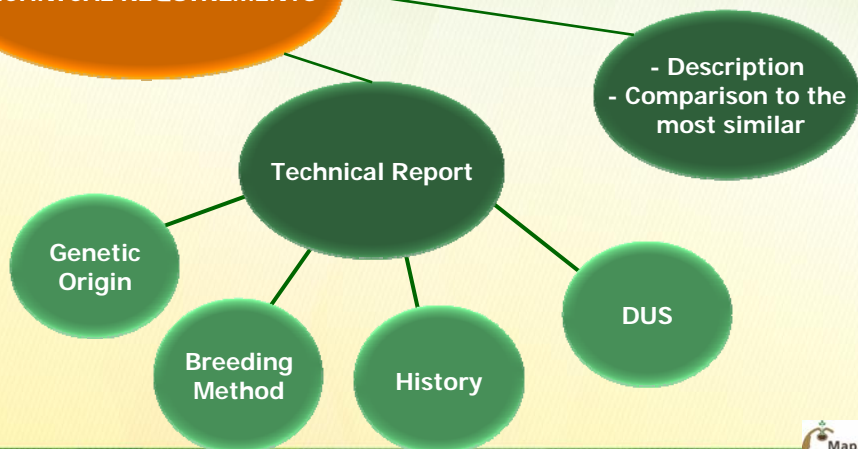 - Description
- Comparison to the
most similar
Technical Report
Genetic
Origin
Breeding
Method
History
DUS